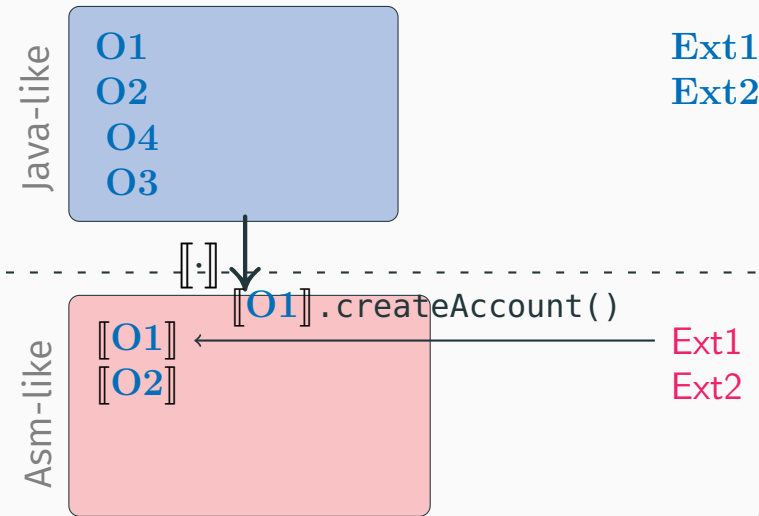 Java-like
O1
O2
O4
O3
Ext1
Ext2
⟦·⟧
Asm-like
⟦O1⟧.createAccount()
⟦O1⟧
⟦O2⟧
Ext1
Ext2